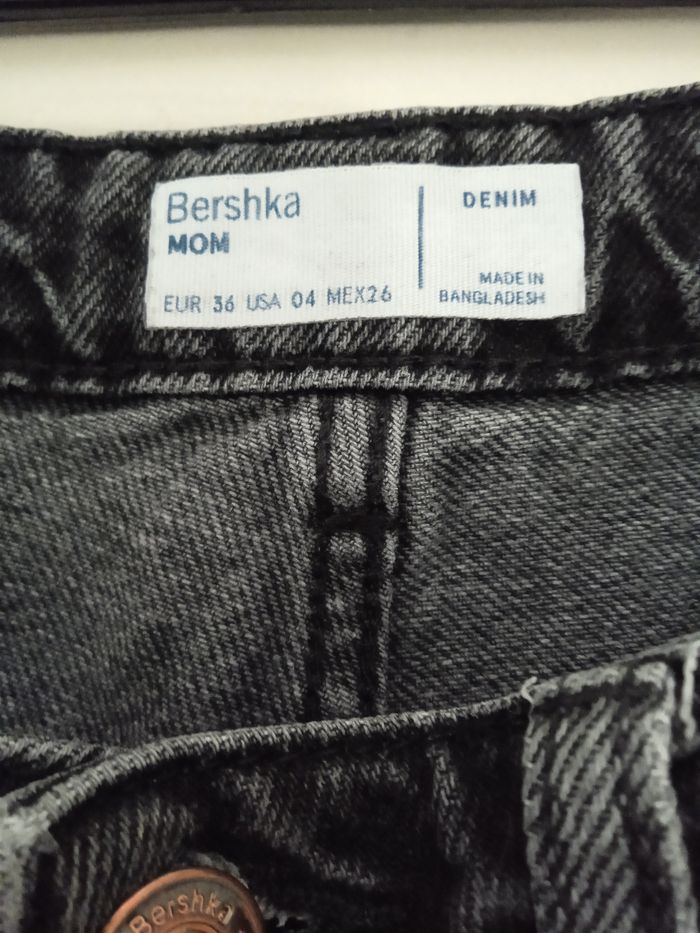 Bershka
MOM
EUR 36 USA 04 MEX26
DENIM
MADE IN
BANGLADESH
Bershka